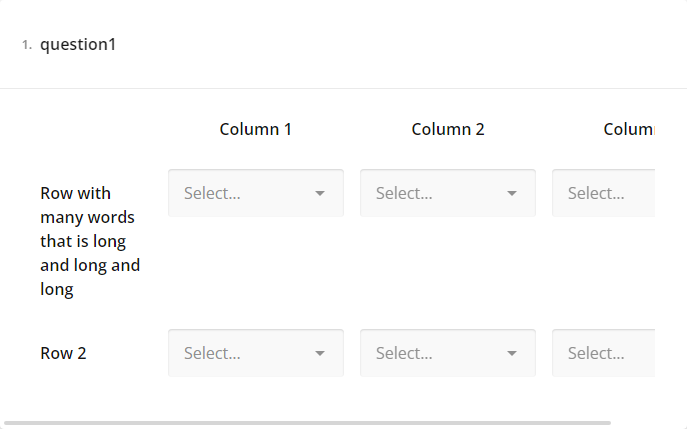 1. question1
Column 1 Column 2 Colum
Row with Select... Select... Select...
many words
that is long
and long and
long
Row 2 Select... Select... Select...